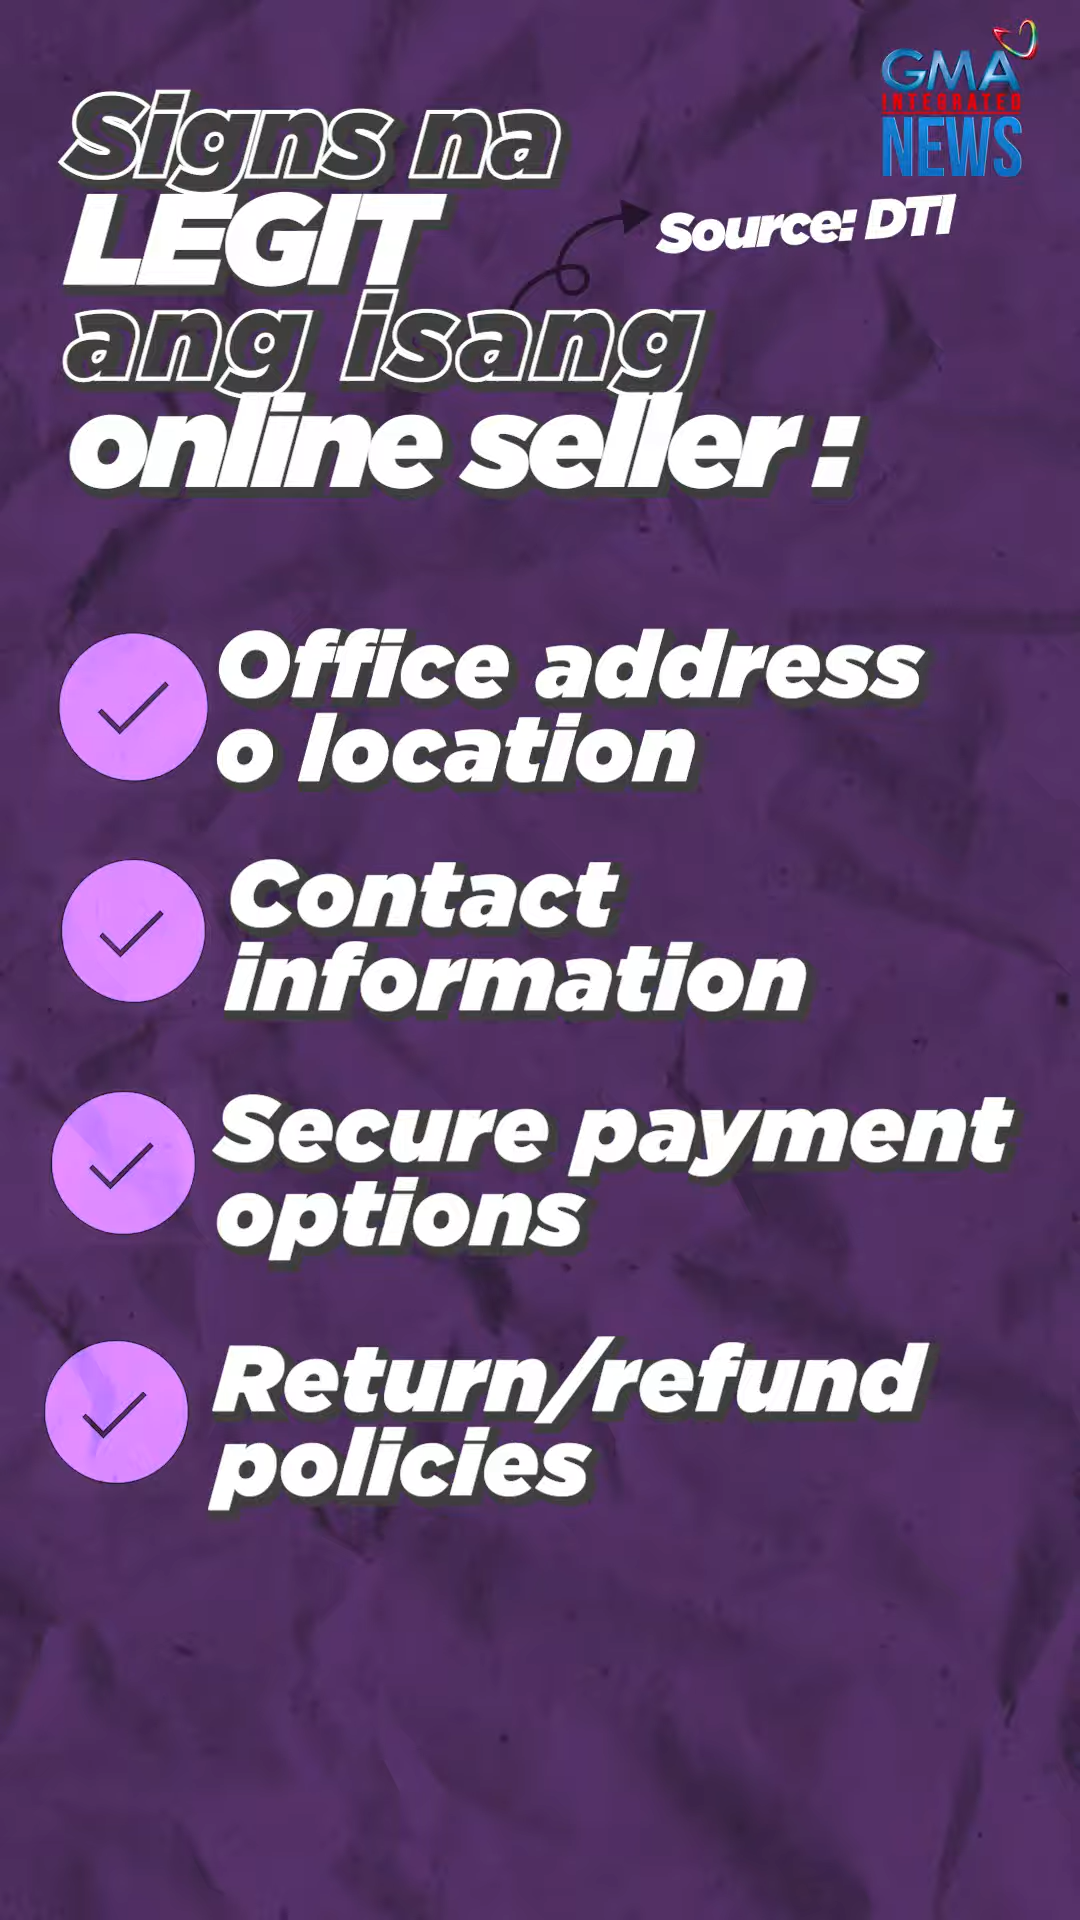 GMA
INTEGRATED
NEWS
Signs na
LEGIT
Source: DTI
ang isang
online seller :
Office address
o location
Contact
information
Secure payment
options
Return/refund
policies